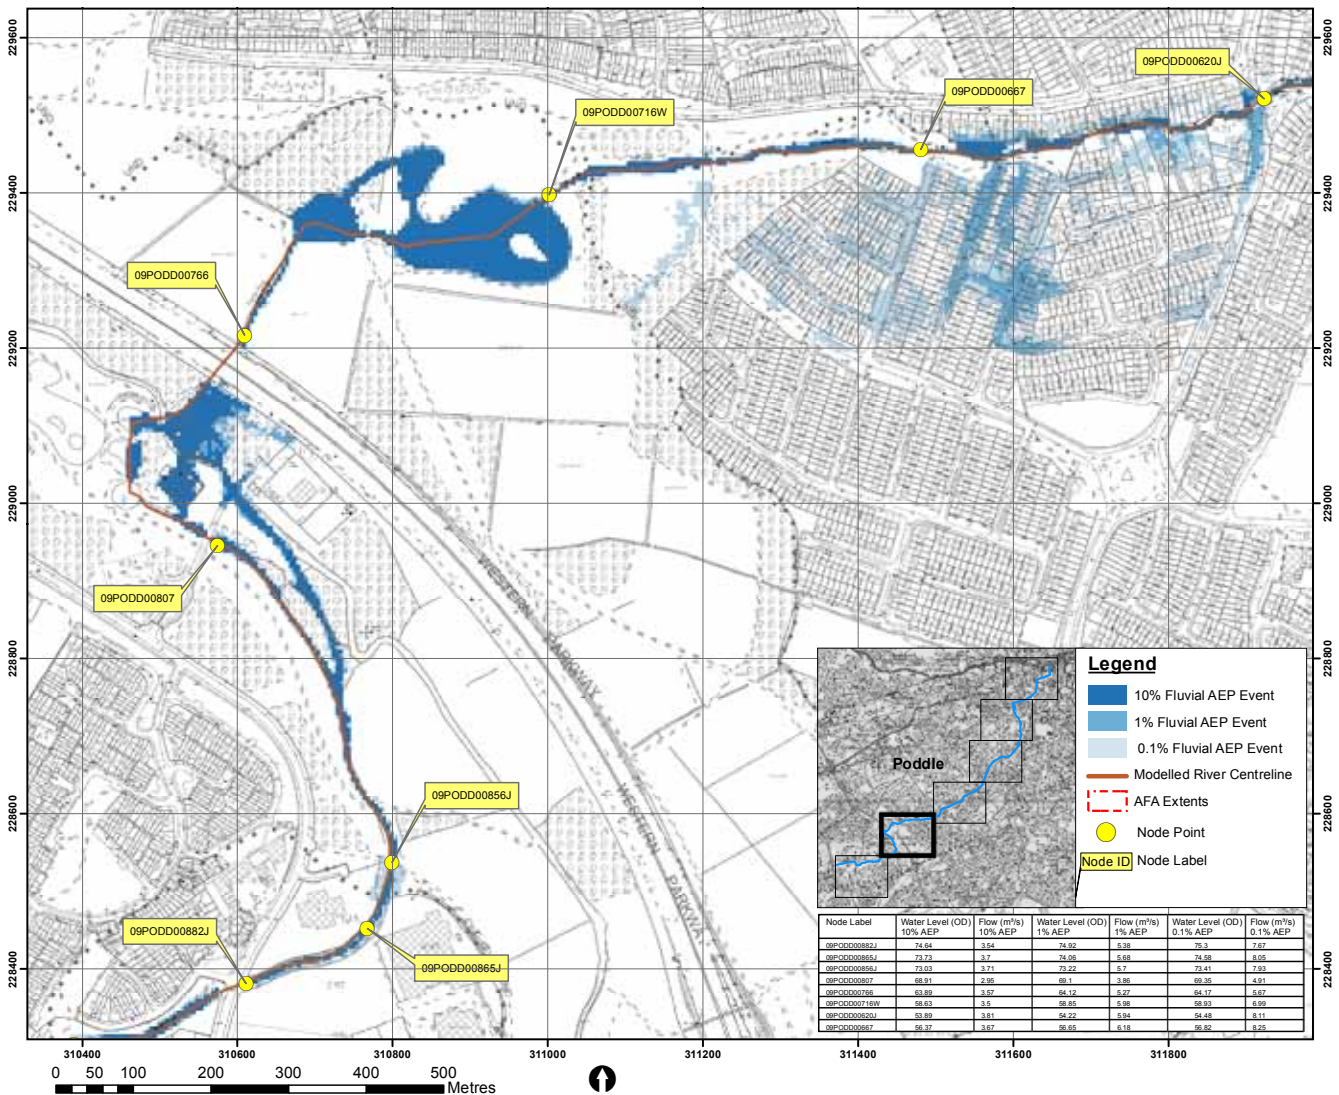 229600
229400
229200
229000
228800
228600
228400
229600
229400
229200
229000
228800
228600
228400
09PODD00620J
09PODD00667
09PODD00716W
09PODD00766
09PODD00807
09PODD00856J
09PODD00882J
09PODD00865J
WESTERN PARKWAY
WESTERN PARKWA
Poddle
Legend
10% Fluvial AEP Event
1% Fluvial AEP Event
0.1% Fluvial AEP Event
Modelled River Centreline
AFA Extents
Node Point
Node ID Node Label
Node Label Water Level (OD) 10% AEP Flow (m³/s) 10% AEP Water Level (OD) 1% AEP Flow (m³/s) 1% AEP Water Level (OD) 0.1% AEP Flow (m³/s) 0.1% AEP
09PODD00882J 74.64 3.54 74.92 5.38 75.3 7.67
09PODD00865J 73.73 3.7 74.06 5.68 74.58 8.05
09PODD00856J 73.03 3.71 73.22 5.7 73.41 7.93
09PODD00807 68.91 2.95 69.1 3.86 69.35 4.91
09PODD00766 63.89 3.57 64.12 5.27 64.17 5.67
09PODD00716W 58.63 3.5 58.85 5.98 58.93 6.99
09PODD00620J 53.89 3.81 54.22 5.94 54.48 8.11
09PODD00667 56.37 3.67 56.65 6.18 56.82 8.25
310400 310600 310800 311000 311200 311400 311600 311800
0 50 100 200 300 400 500
Metres